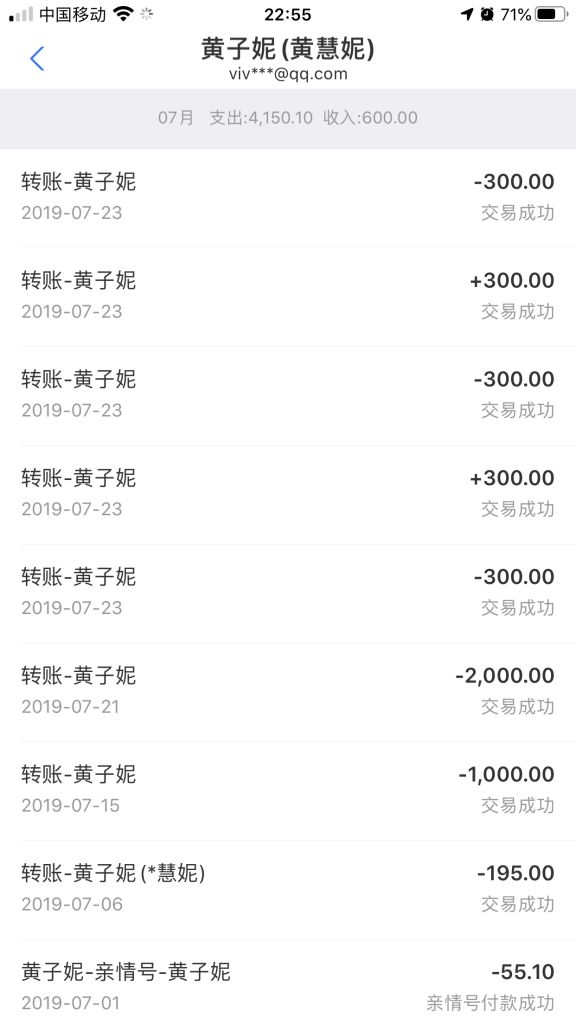 中国移动 22:55 71%
黄子妮(黄慧妮)
viv***@qq.com
07月 支出:4,150.10 收入:600.00
转账-黄子妮 -300.00
2019-07-23 交易成功
转账-黄子妮 +300.00
2019-07-23 交易成功
转账-黄子妮 -300.00
2019-07-23 交易成功
转账-黄子妮 +300.00
2019-07-23 交易成功
转账-黄子妮 -300.00
2019-07-23 交易成功
转账-黄子妮 -2,000.00
2019-07-21 交易成功
转账-黄子妮 -1,000.00
2019-07-15 交易成功
转账-黄子妮(*慧妮) -195.00
2019-07-06 交易成功
黄子妮-亲情号-黄子妮 -55.10
2019-07-01 亲情号付款成功